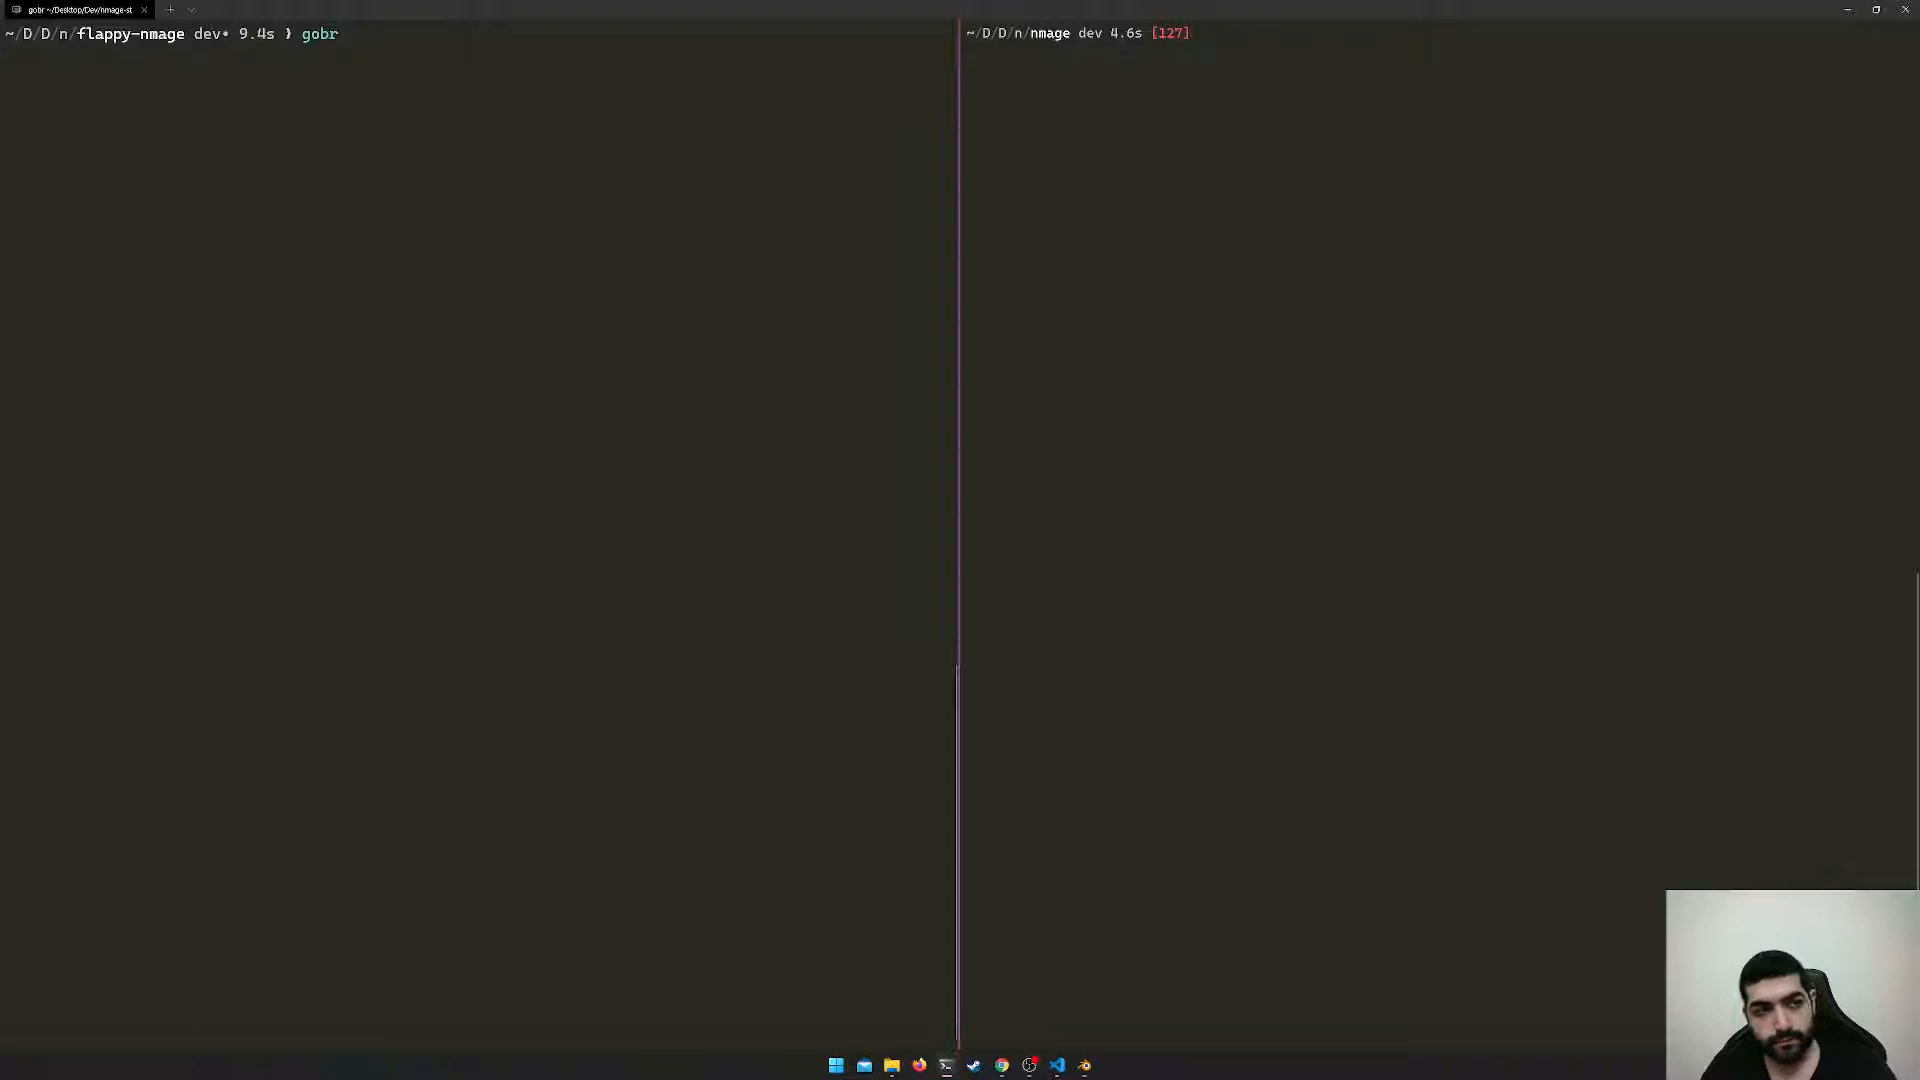 gobr ~/Desktop/Dev/nmage-st
~/D/D/n/flappy-nmage dev• 9.4s ❯ gobr
~/D/D/n/nmage dev 4.6s [127]